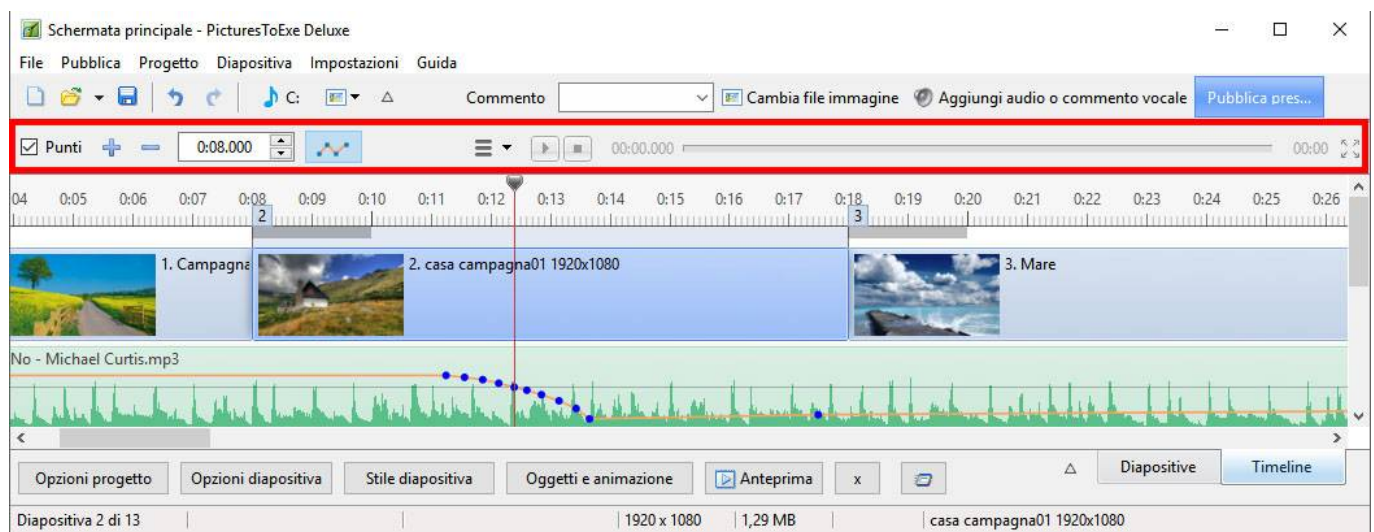 Schermata principale - PicturesToExe Deluxe
File Pubblica Progetto Diapositiva Impostazioni Guida
C: Commento Cambia file immagine Aggiungi audio o commento vocale Pubblica pres...
Punti 0:08.000 00:00.000 00:00
04 0:05 0:06 0:07 0:08 0:09 0:10 0:11 0:12 0:13 0:14 0:15 0:16 0:17 0:18 0:19 0:20 0:21 0:22 0:23 0:24 0:25 0:26
2 3
1. Campagna 2. casa campagna01 1920x1080 3. Mare
No - Michael Curtis.mp3
Opzioni progetto Opzioni diapositiva Stile diapositiva Oggetti e animazione Anteprima x Diapositive Timeline
Diapositiva 2 di 13 1920 x 1080 1,29 MB casa campagna01 1920x1080